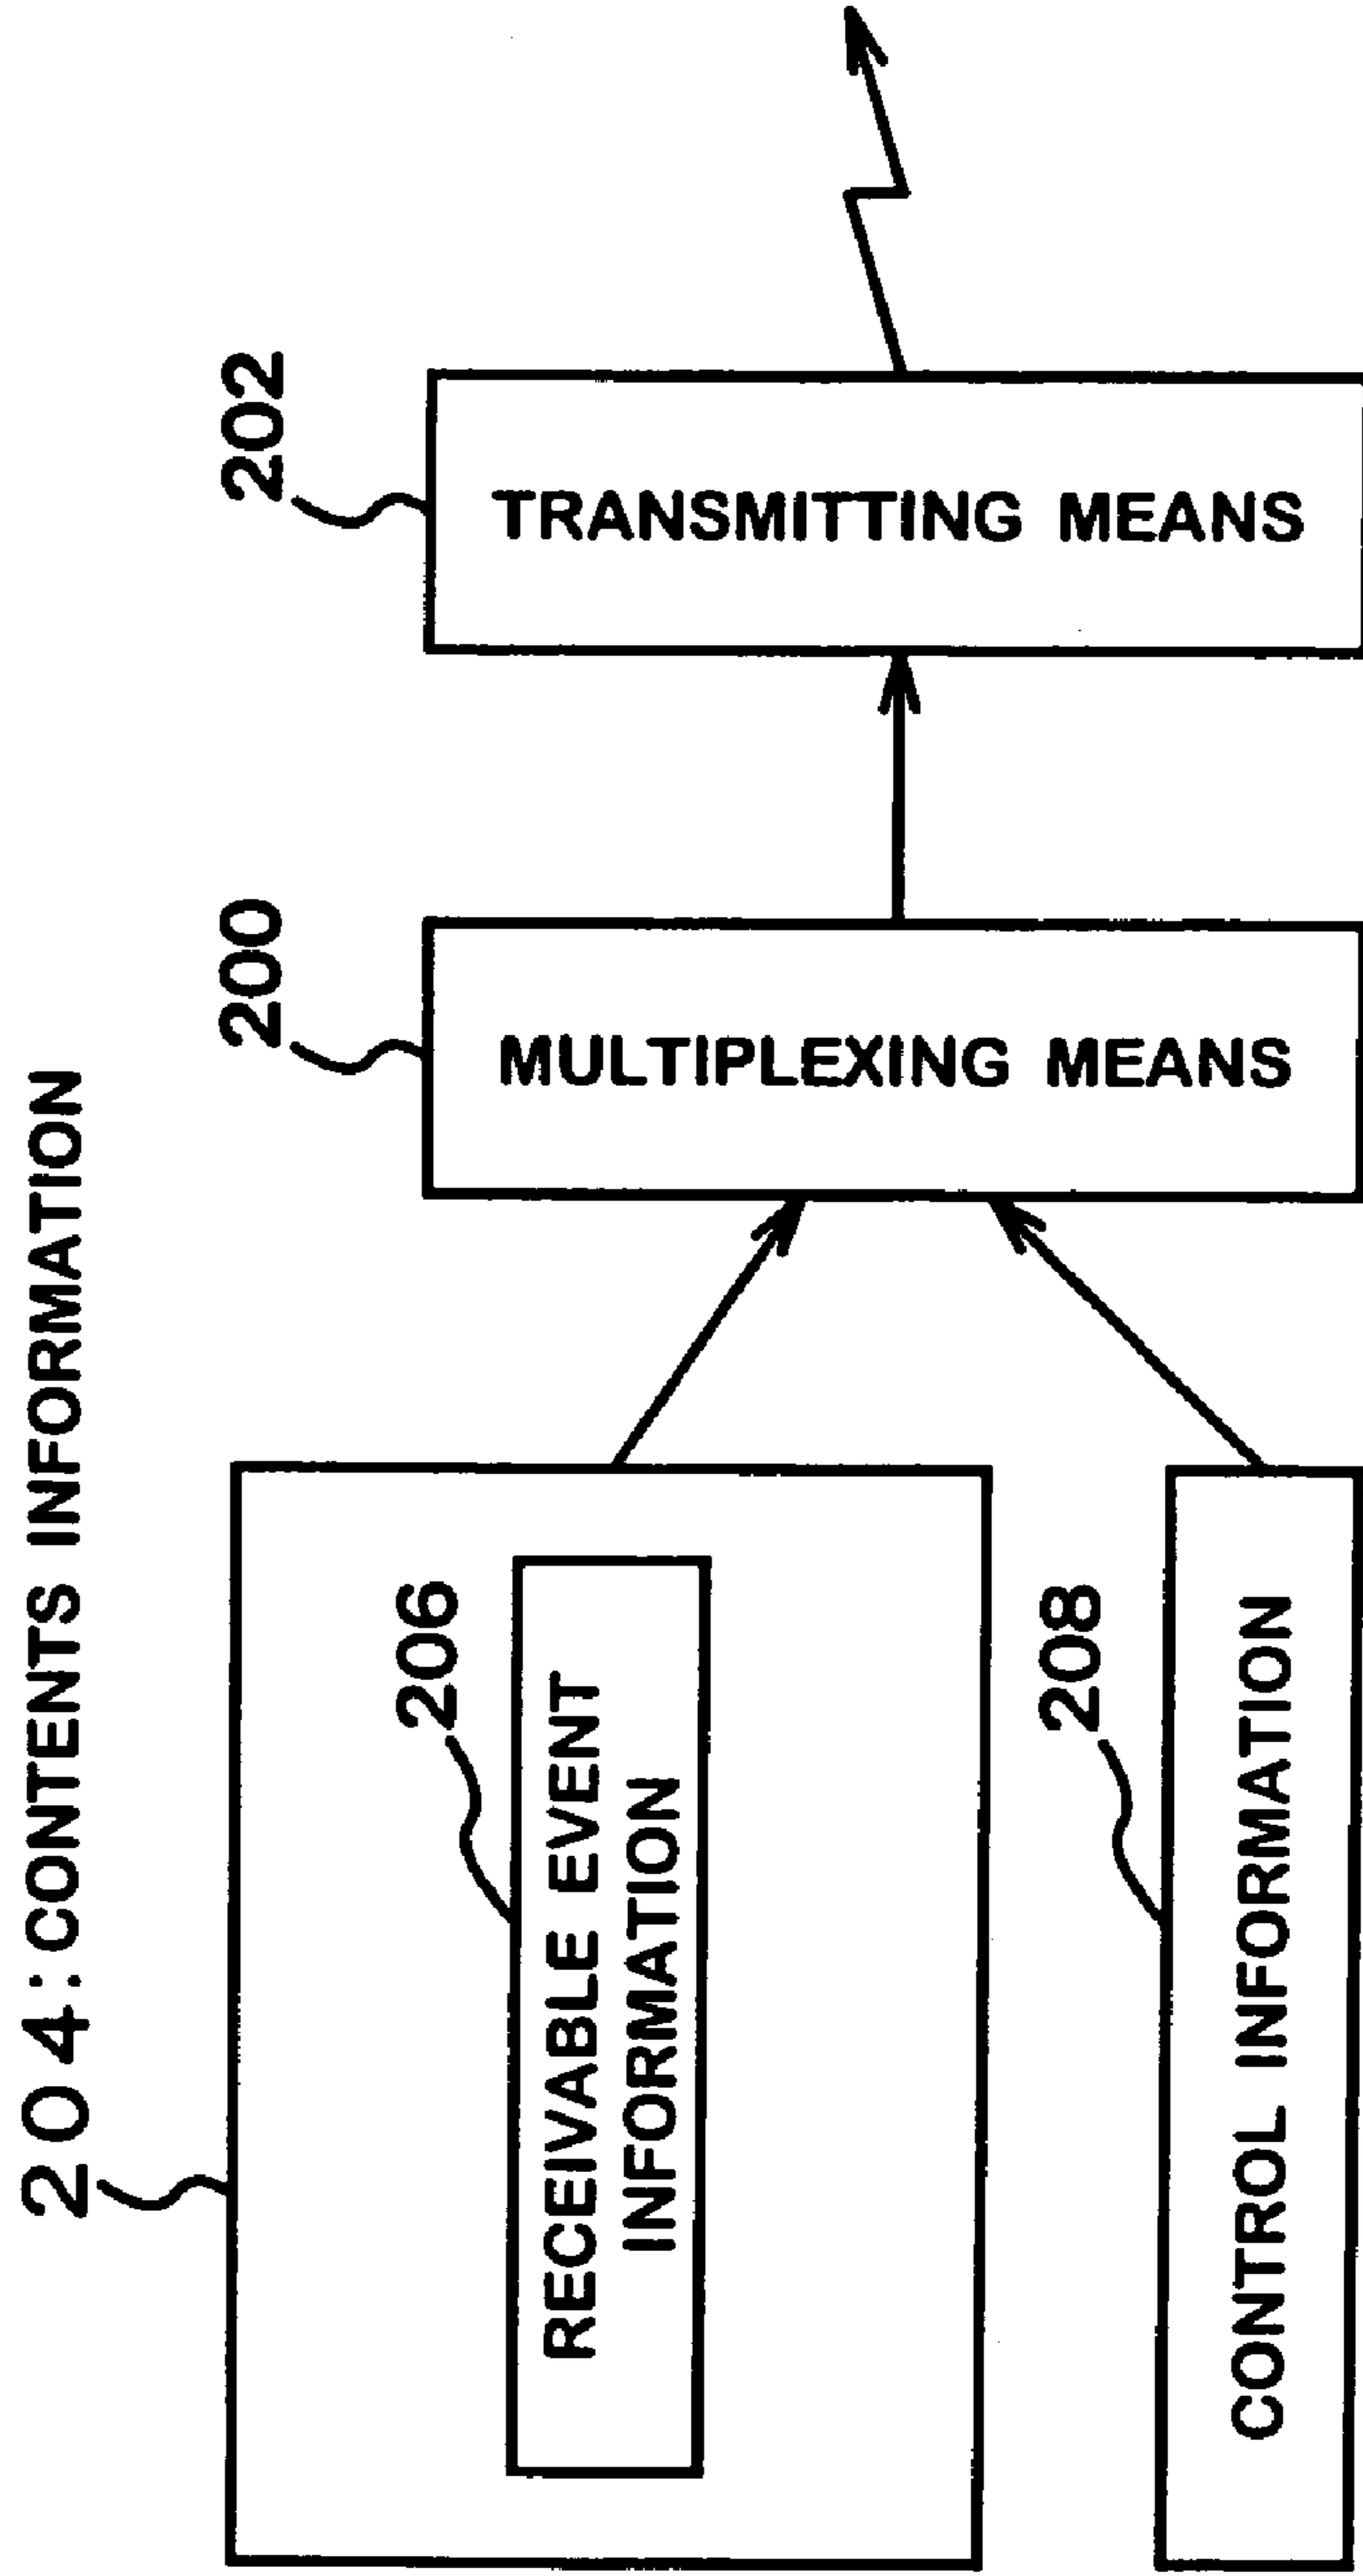 204:CONTENTS INFORMATION
206
RECEIVABLE EVENT
INFORMATION
208
CONTROL INFORMATION
200
MULTIPLEXING MEANS
202
TRANSMITTING MEANS